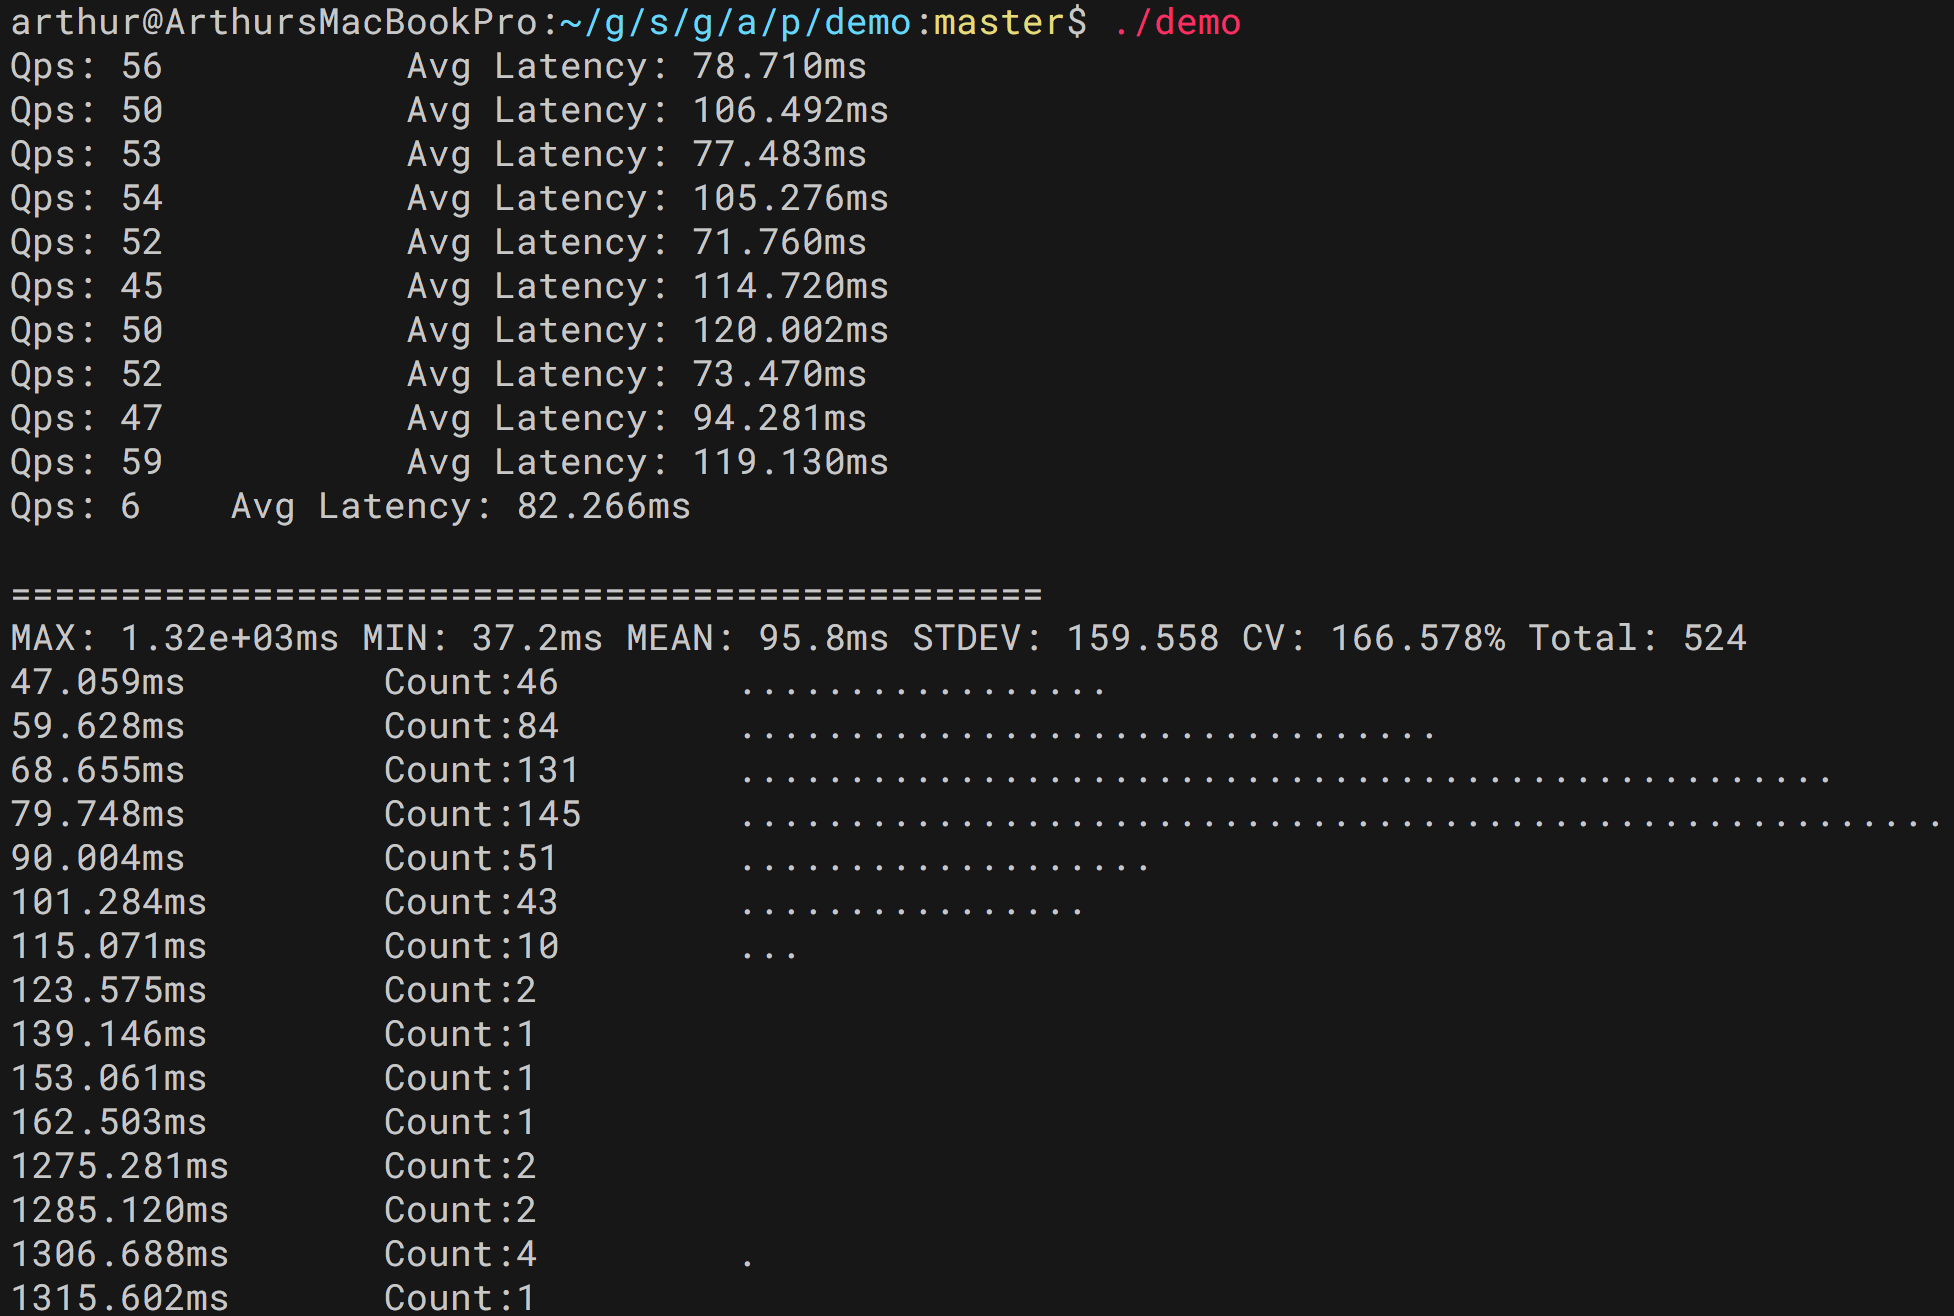 arthur@ArthursMacBookPro:~/g/s/g/a/p/demo:master$ ./demo
Qps: 56 Avg Latency: 78.710ms
Qps: 50 Avg Latency: 106.492ms
Qps: 53 Avg Latency: 77.483ms
Qps: 54 Avg Latency: 105.276ms
Qps: 52 Avg Latency: 71.760ms
Qps: 45 Avg Latency: 114.720ms
Qps: 50 Avg Latency: 120.002ms
Qps: 52 Avg Latency: 73.470ms
Qps: 47 Avg Latency: 94.281ms
Qps: 59 Avg Latency: 119.130ms
Qps: 6 Avg Latency: 82.266ms
===============================================
MAX: 1.32e+03ms MIN: 37.2ms MEAN: 95.8ms STDEV: 159.558 CV: 166.578% Total: 524
47.059ms Count:46 .................
59.628ms Count:84 ................................
68.655ms Count:131 ..................................................
79.748ms Count:145 .......................................................
90.004ms Count:51 ...................
101.284ms Count:43 ................
115.071ms Count:10 ...
123.575ms Count:2
139.146ms Count:1
153.061ms Count:1
162.503ms Count:1
1275.281ms Count:2
1285.120ms Count:2
1306.688ms Count:4 .
1315.602ms Count:1